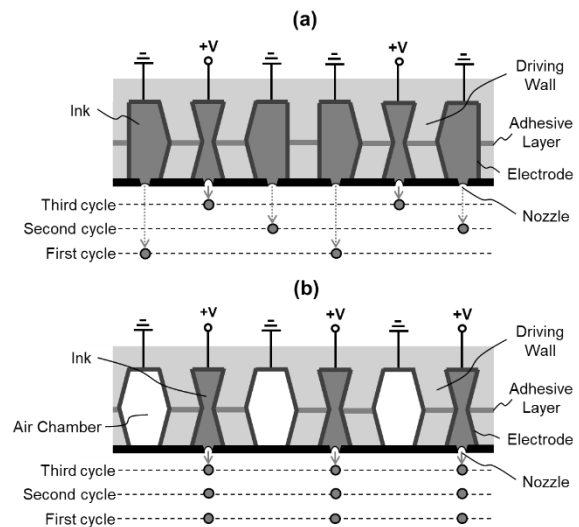 (a)
+V
+V
Driving
Wall
Ink
Adhesive
Layer
Electrode
Third cycle
Nozzle
Second cycle
First cycle
(b)
+V
+V
+V
Driving
Wall
Ink
Adhesive
Layer
Air Chamber
Electrode
Third cycle
Nozzle
Second cycle
First cycle